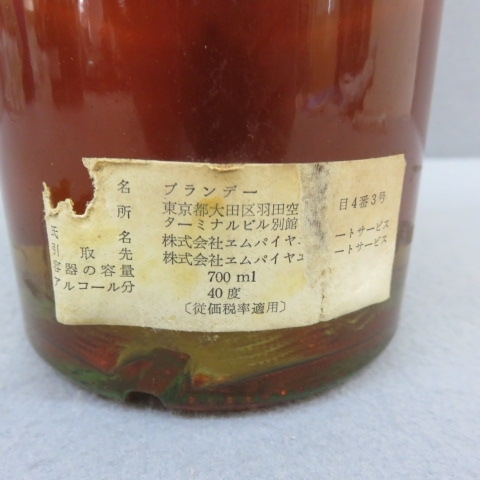 名 ブランデー
所 東京都大田区羽田空 目4番3号
ターミナルビル別館
名 株式会社ヱムパイヤ ートサービス
引取先 株式会社ヱムパイヤ ートサービス
容器の容量 700ml
アルコール分 40度
〔従価税率適用〕